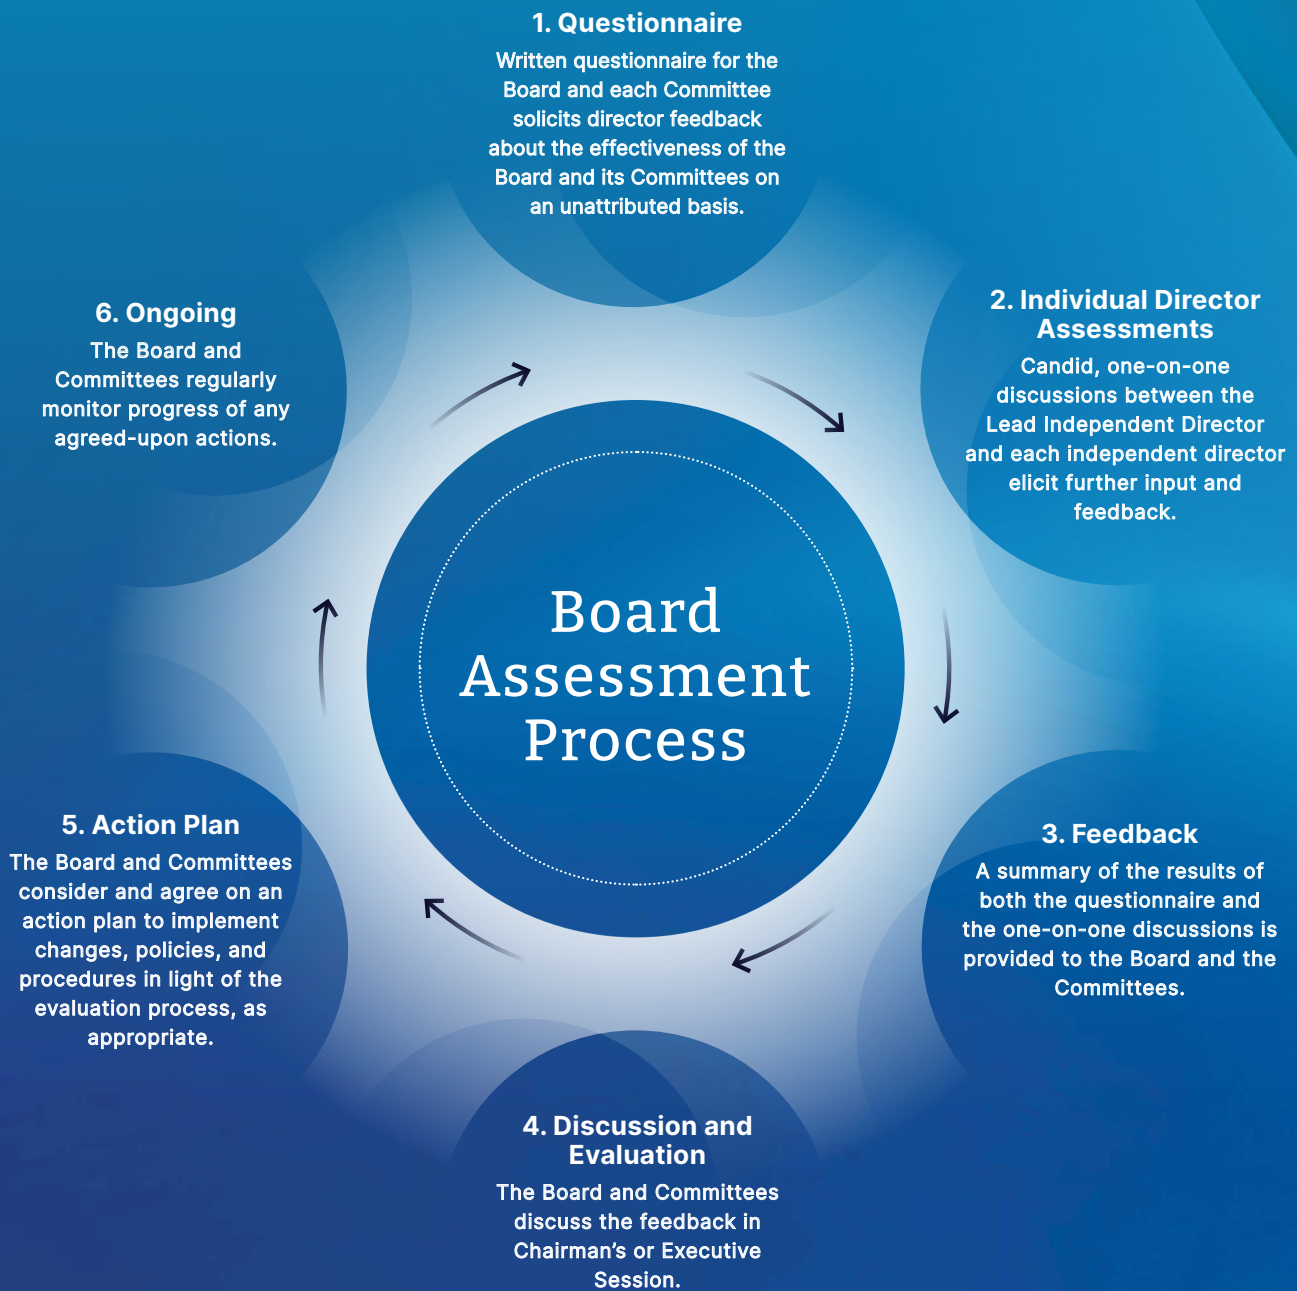 1. Questionnaire
Written questionnaire for the
Board and each Committee
solicits director feedback
about the effectiveness of the
Board and its Committees on
an unattributed basis.
2. Individual Director
Assessments
Candid, one-on-one
discussions between the
Lead Independent Director
and each independent director
elicit further input and
feedback.
3. Feedback
A summary of the results of
both the questionnaire and
the one-on-one discussions is
provided to the Board and the
Committees.
4. Discussion and
Evaluation
The Board and Committees
discuss the feedback in
Chairman’s or Executive
Session.
5. Action Plan
The Board and Committees
consider and agree on an
action plan to implement
changes, policies, and
procedures in light of the
evaluation process, as
appropriate.
6. Ongoing
The Board and
Committees regularly
monitor progress of any
agreed-upon actions.
Board
Assessment
Process